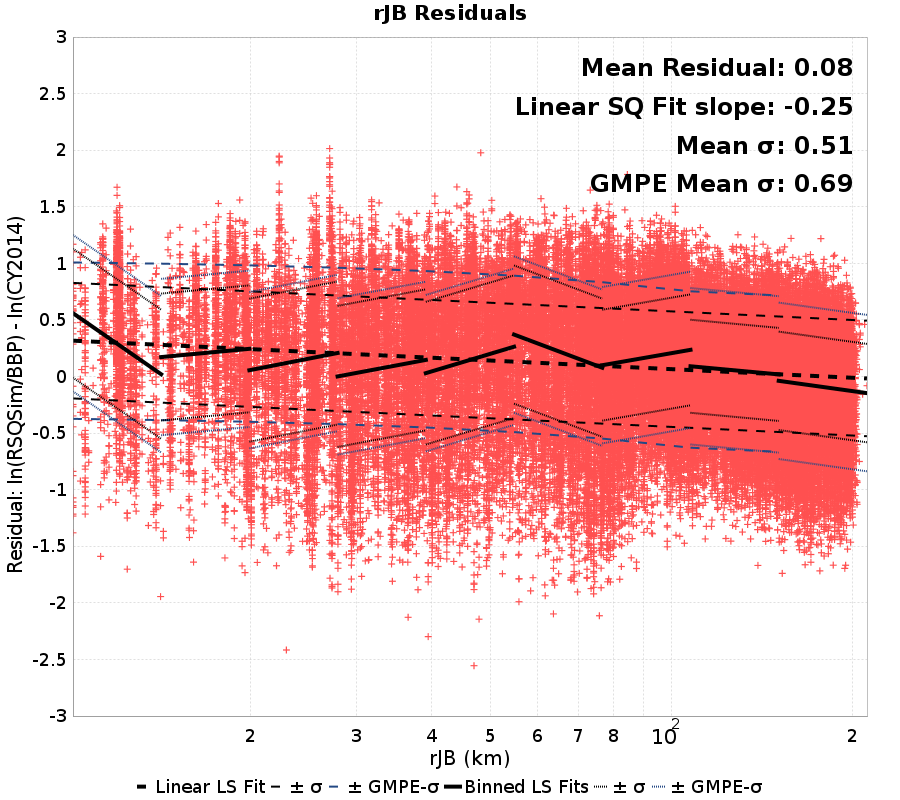 rJB Residuals
Mean Residual: 0.08
Linear SQ Fit slope: -0.25
Mean σ: 0.51
GMPE Mean σ: 0.69
Residual: ln(RSQSim/BBP) - ln(CY2014)
3
2.5
2
1.5
1
0.5
0
-0.5
-1
-1.5
-2
-2.5
-3
2 3 4 5 6 7 8 10² 2
rJB (km)
Linear LS Fit ± σ ± GMPE-σ Binned LS Fits ± σ ± GMPE-σ